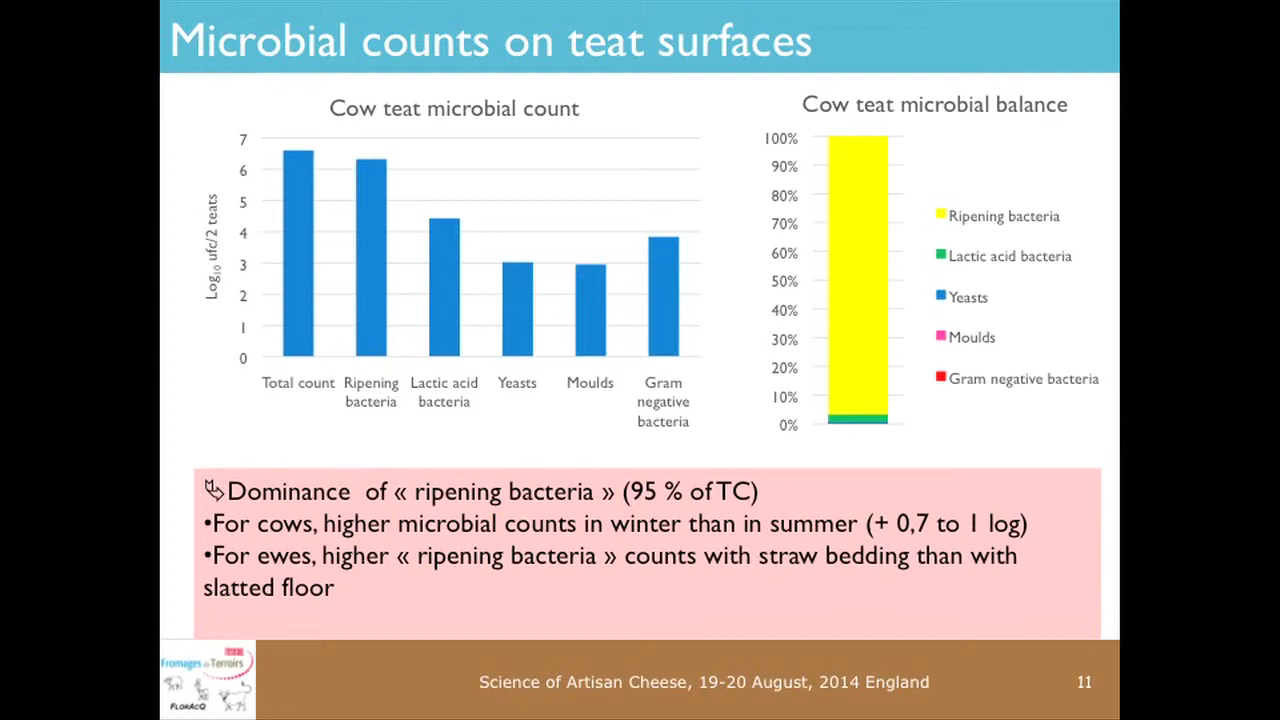 Microbial counts on teat surfaces
Cow teat microbial count
7
6
5
4
3
2
1
0
Log10 ufc/2 teats
Total count
Ripening
bacteria
Lactic acid
bacteria
Yeasts
Moulds
Gram
negative
bacteria
Cow teat microbial balance
100%
90%
80%
70%
60%
50%
40%
30%
20%
10%
0%
Ripening bacteria
Lactic acid bacteria
Yeasts
Moulds
Gram negative bacteria
Dominance of « ripening bacteria » (95 % of TC)
•For cows, higher microbial counts in winter than in summer (+ 0,7 to 1 log)
•For ewes, higher « ripening bacteria » counts with straw bedding than with
slatted floor
Fromages de Terroirs
FLORACQ
Science of Artisan Cheese, 19-20 August, 2014 England
11